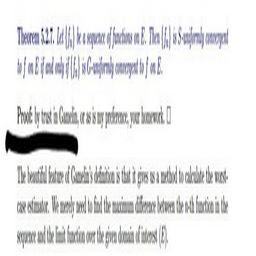 Theorem 5.2.7. Let {fₙ} be a sequence of functions on E. Then {fₙ} is S-uniformly convergent
to f on E if and only if {fₙ} is G-uniformly convergent to f on E.
Proof: by trust in Gamelin, or as is my preference, your homework. □
The beautiful feature of Gamelin's definition is that it gives us a method to calculate the worst-
case estimator. We merely need to find the maximum difference between the n-th function in the
sequence and the limit function over the given domain of interest (E).